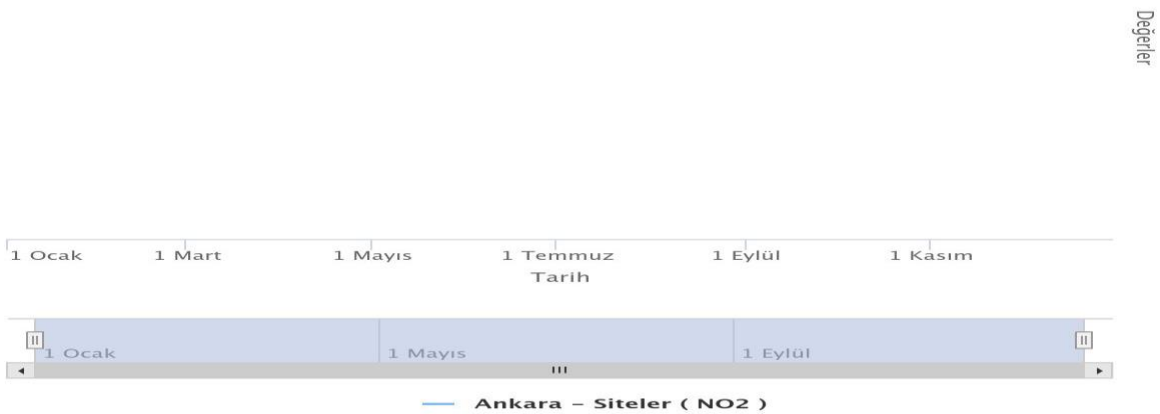 Değerler
1 Ocak 1 Mart 1 Mayıs 1 Temmuz 1 Eylül 1 Kasım
Tarih
1 Ocak 1 Mayıs 1 Eylül
Ankara – Siteler ( NO2 )